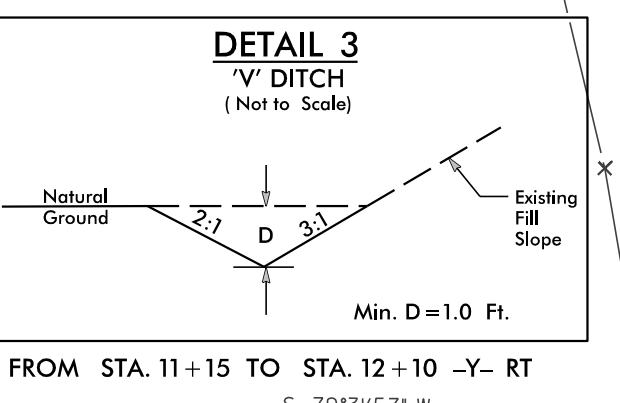 DETAIL 3
'V' DITCH
( Not to Scale)
Natural
Ground
2:1
D
3:1
Existing
Fill
Slope
Min. D=1.0 Ft.
FROM STA. 11+15 TO STA. 12+10 -Y- RT